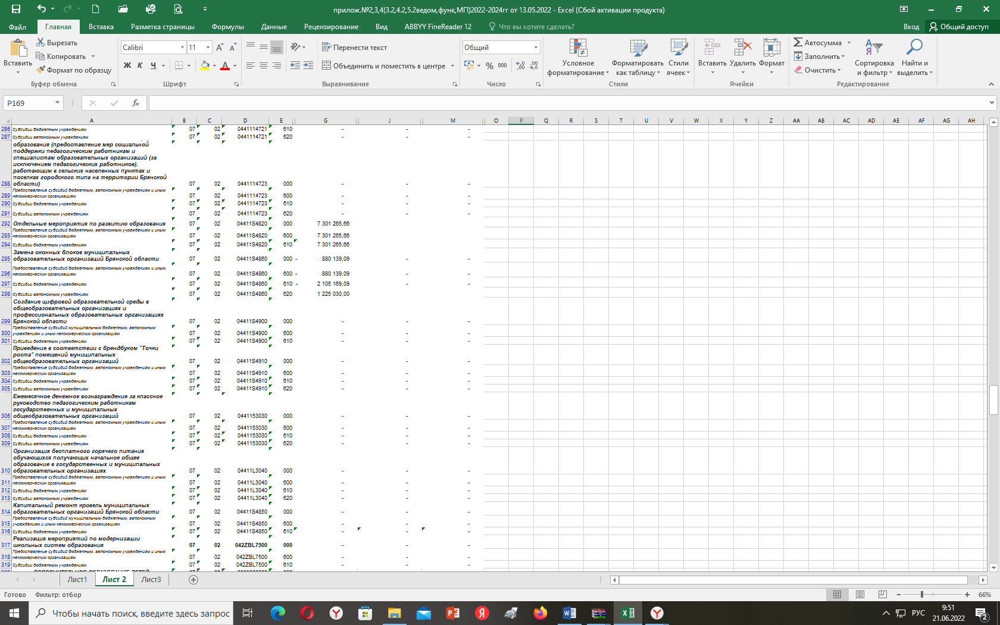 прилож.№2,3,4(3.2,4.2,5.2ведом,функ,МП)2022-2024гг от 13.05.2022 - Excel (Сбой активации продукта)
Файл Главная Вставка Разметка страницы Формулы Данные Рецензирование Вид ABBYY FineReader 12 Что вы хотите сделать? Вход Общий доступ
Вставить
Вырезать
Копировать
Формат по образцу
Буфер обмена
Calibri 11
Ж К Ч А
Шрифт
Перенести текст
Объединить и поместить в центре
Выравнивание
Общий
% 000
Число
Условное форматирование
Форматировать как таблицу
Стили ячеек
Стили
Вставить Удалить Формат
Ячейки
Автосумма
Заполнить
Очистить
Сортировка и фильтр
Найти и выделить
Редактирование
P169 fx
A B C D E G J M O P Q R S T U V W X Y Z AA AB AC AD AE AF AG AH
286 Субсидии бюджетным учреждениям 07 02 0441114721 610 - - -
287 Субсидии автономным учреждениям 07 02 0441114721 620 - - -
образования (предоставление мер социальной
поддержки педагогическим работникам и
специалистам образовательных организаций (за
исключением педагогических работников),
работающим в сельских населенных пунктах и
поселках городского типа на территории Брянской
288 области) 07 02 0441114723 000 - - -
Предоставление субсидий бюджетным, автономным учреждениям и иным
289 некоммерческим организациям 07 02 0441114723 600 - - -
290 Субсидии бюджетным учреждениям 07 02 0441114723 610 - - -
291 Субсидии автономным учреждениям 07 02 0441114723 620 - - -
292 Отдельные мероприятия по развитию образования 07 02 04411S4820 000 7 301 265,66
Предоставление субсидий бюджетным, автономным учреждениям и иным
293 некоммерческим организациям 07 02 04411S4820 600 7 301 265,66
294 Субсидии бюджетным учреждениям 07 02 04411S4820 610 7 301 265,66
Замена оконных блоков муниципальных
295 образовательных организаций Брянской области 07 02 04411S4860 000 - 880 139,09 - -
Предоставление субсидий бюджетным, автономным учреждениям и иным
296 некоммерческим организациям 07 02 04411S4860 600 - 880 139,09 - -
297 Субсидии бюджетным учреждениям 07 02 04411S4860 610 - 2 105 169,09 - -
298 Субсидии автономным учреждениям 07 02 04411S4860 620 1 225 030,00
Создание цифровой образовательной среды в
общеобразовательных организациях и
профессиональных образовательных организациях
299 Брянской области 07 02 04411S4900 000 - - -
Предоставление субсидий муниципальным бюджетным, автономным
300 учреждениям и иным некоммерческим организациям 07 02 04411S4900 600 - - -
301 Субсидии бюджетным учреждениям 07 02 04411S4900 610 - - -
Приведение в соответствии с брендбуком "Точки
роста" помещений муниципальных
302 общеобразовательных организаций 07 02 04411S4910 000 - - -
Предоставление субсидий бюджетным, автономным учреждениям и иным
303 некоммерческим организациям 07 02 04411S4910 600 - - -
304 Субсидии бюджетным учреждениям 07 02 04411S4910 610 - - -
305 Субсидии автономным учреждениям 07 02 04411S4910 620 - - -
Ежемесячное денежное вознаграждение за классное
руководство педагогическим работникам
государственных и муниципальных
306 общеобразовательных организаций 07 02 0441153030 000 - - -
Предоставление субсидий бюджетным, автономным учреждениям и иным
307 некоммерческим организациям 07 02 0441153030 600 - - -
308 Субсидии бюджетным учреждениям 07 02 0441153030 610 - - -
309 Субсидии автономным учреждениям 07 02 0441153030 620 - - -
Организация бесплатного горячего питания
обучающихся получающих начальное общее
образование в государственных и муниципальных
310 образовательных организациях 07 02 04411L3040 000 - - -
Предоставление субсидий бюджетным, автономным учреждениям и иным
311 некоммерческим организациям 07 02 04411L3040 600 - - -
312 Субсидии бюджетным учреждениям 07 02 04411L3040 610 - - -
313 Субсидии автономным учреждениям 07 02 04411L3040 620 - - -
Капитальный ремонт кровель муниципальных
314 образовательных организаций Брянской области 07 02 04411S4850 000 - - -
Предоставление субсидий муниципальным бюджетным, автономным
315 учреждениям и иным некоммерческим организациям 07 02 04411S4850 600 - - -
316 Субсидии бюджетным учреждениям 07 02 04411S4850 610 - - -
Реализация мероприятий по модернизации
317 школьных систем образования 07 02 042ZBL7500 000 - - -
Предоставление субсидий бюджетным, автономным учреждениям и иным
318 некоммерческим организациям 07 02 042ZBL7500 600 - - -
319 Субсидии бюджетным учреждениям 07 02 042ZBL7500 610 - - -
Лист1 Лист 2 Лист3
Готово Фильтр: отбор 66%
Чтобы начать поиск, введите здесь запрос
РУС
9:51
21.06.2022
2